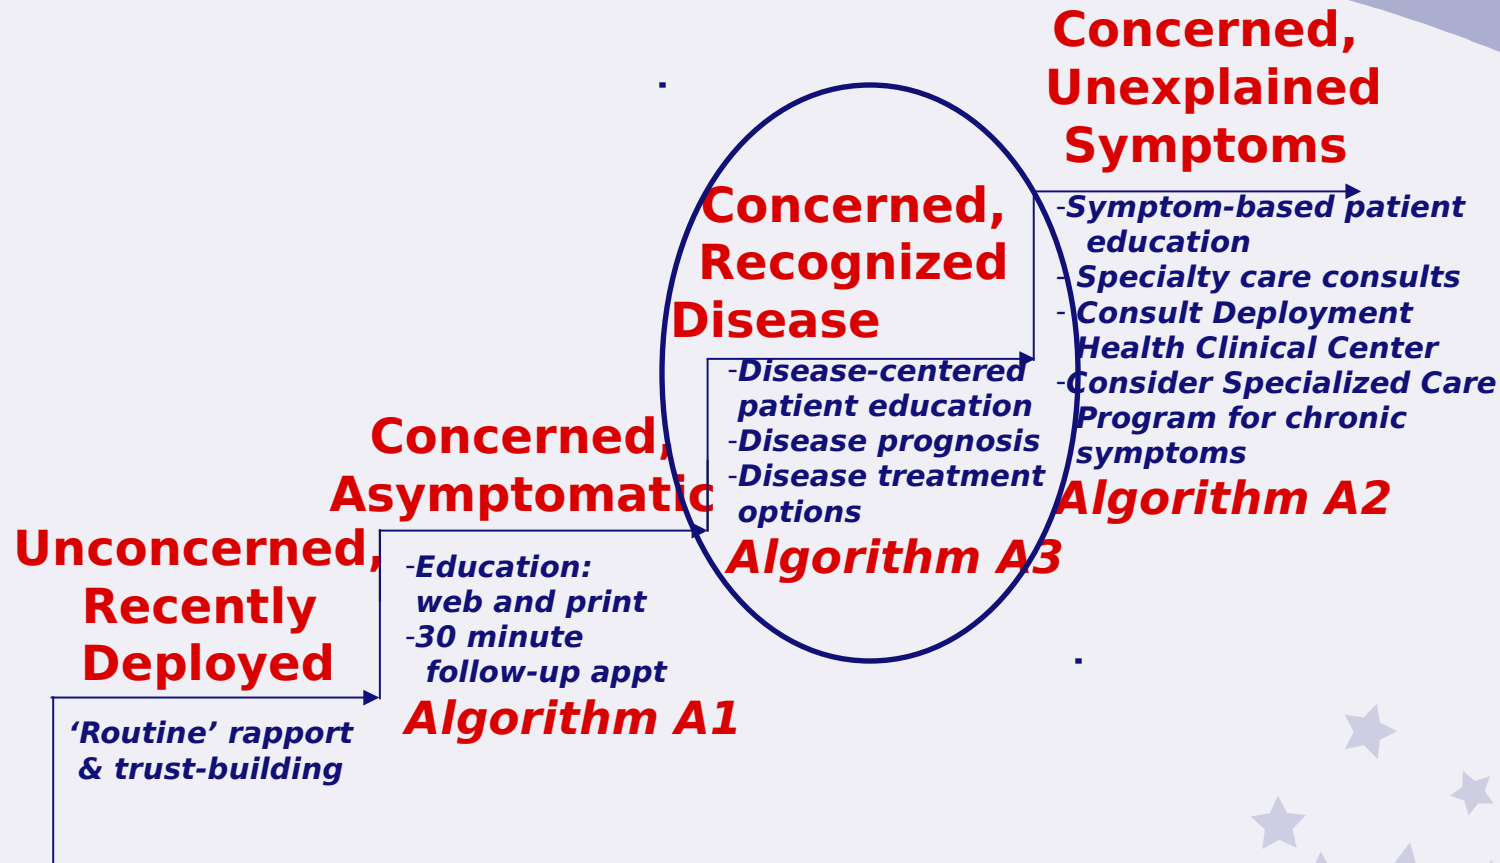 Unconcerned,
Recently
Deployed
‘Routine’ rapport
& trust-building
Concerned,
Asymptomatic
-Education:
web and print
-30 minute
follow-up appt
Algorithm A1
Concerned,
Recognized
Disease
-Disease-centered
patient education
-Disease prognosis
-Disease treatment
options
Algorithm A3
Concerned,
Unexplained
Symptoms
-Symptom-based patient
education
- Specialty care consults
- Consult Deployment
Health Clinical Center
-Consider Specialized Care
Program for chronic
symptoms
Algorithm A2